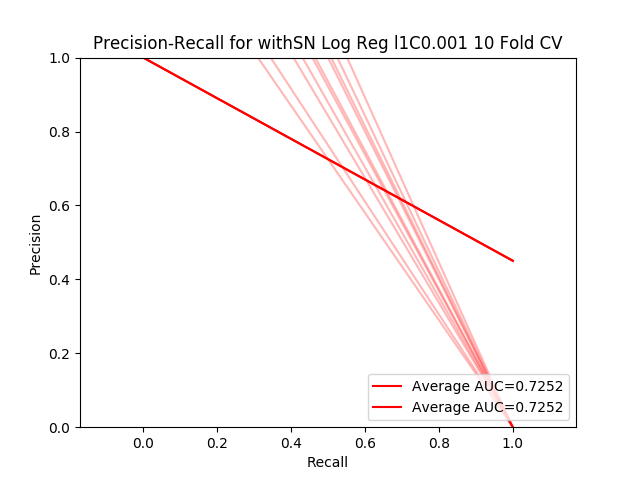 Precision-Recall for withSN Log Reg l1C0.001 10 Fold CV
1.0
0.8
0.6
0.4
0.2
0.0
Precision
Average AUC=0.7252
Average AUC=0.7252
0.0 0.2 0.4 0.6 0.8 1.0
Recall